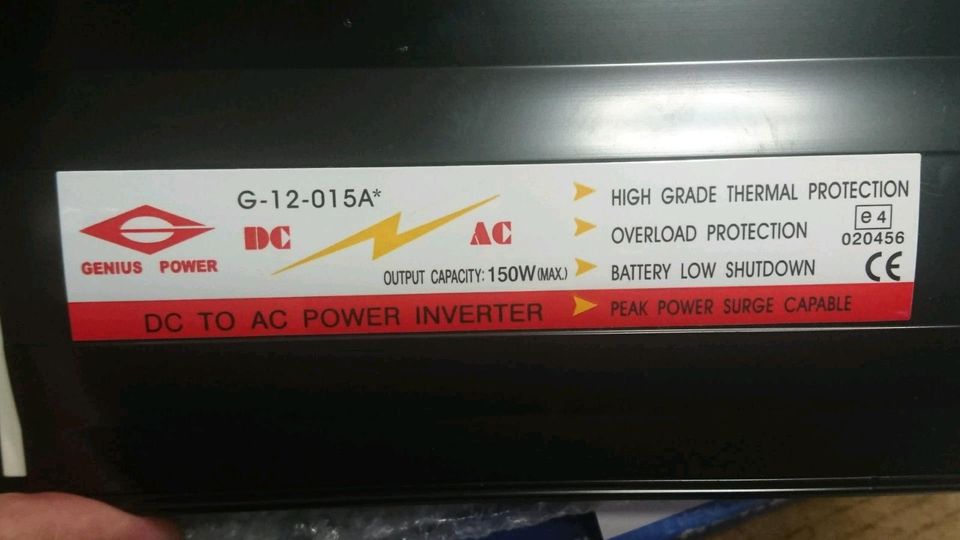 G-12-015A*
DC AC
GENIUS POWER
OUTPUT CAPACITY: 150W (MAX.)
DC TO AC POWER INVERTER
HIGH GRADE THERMAL PROTECTION
OVERLOAD PROTECTION
BATTERY LOW SHUTDOWN
PEAK POWER SURGE CAPABLE
e4
020456
CE